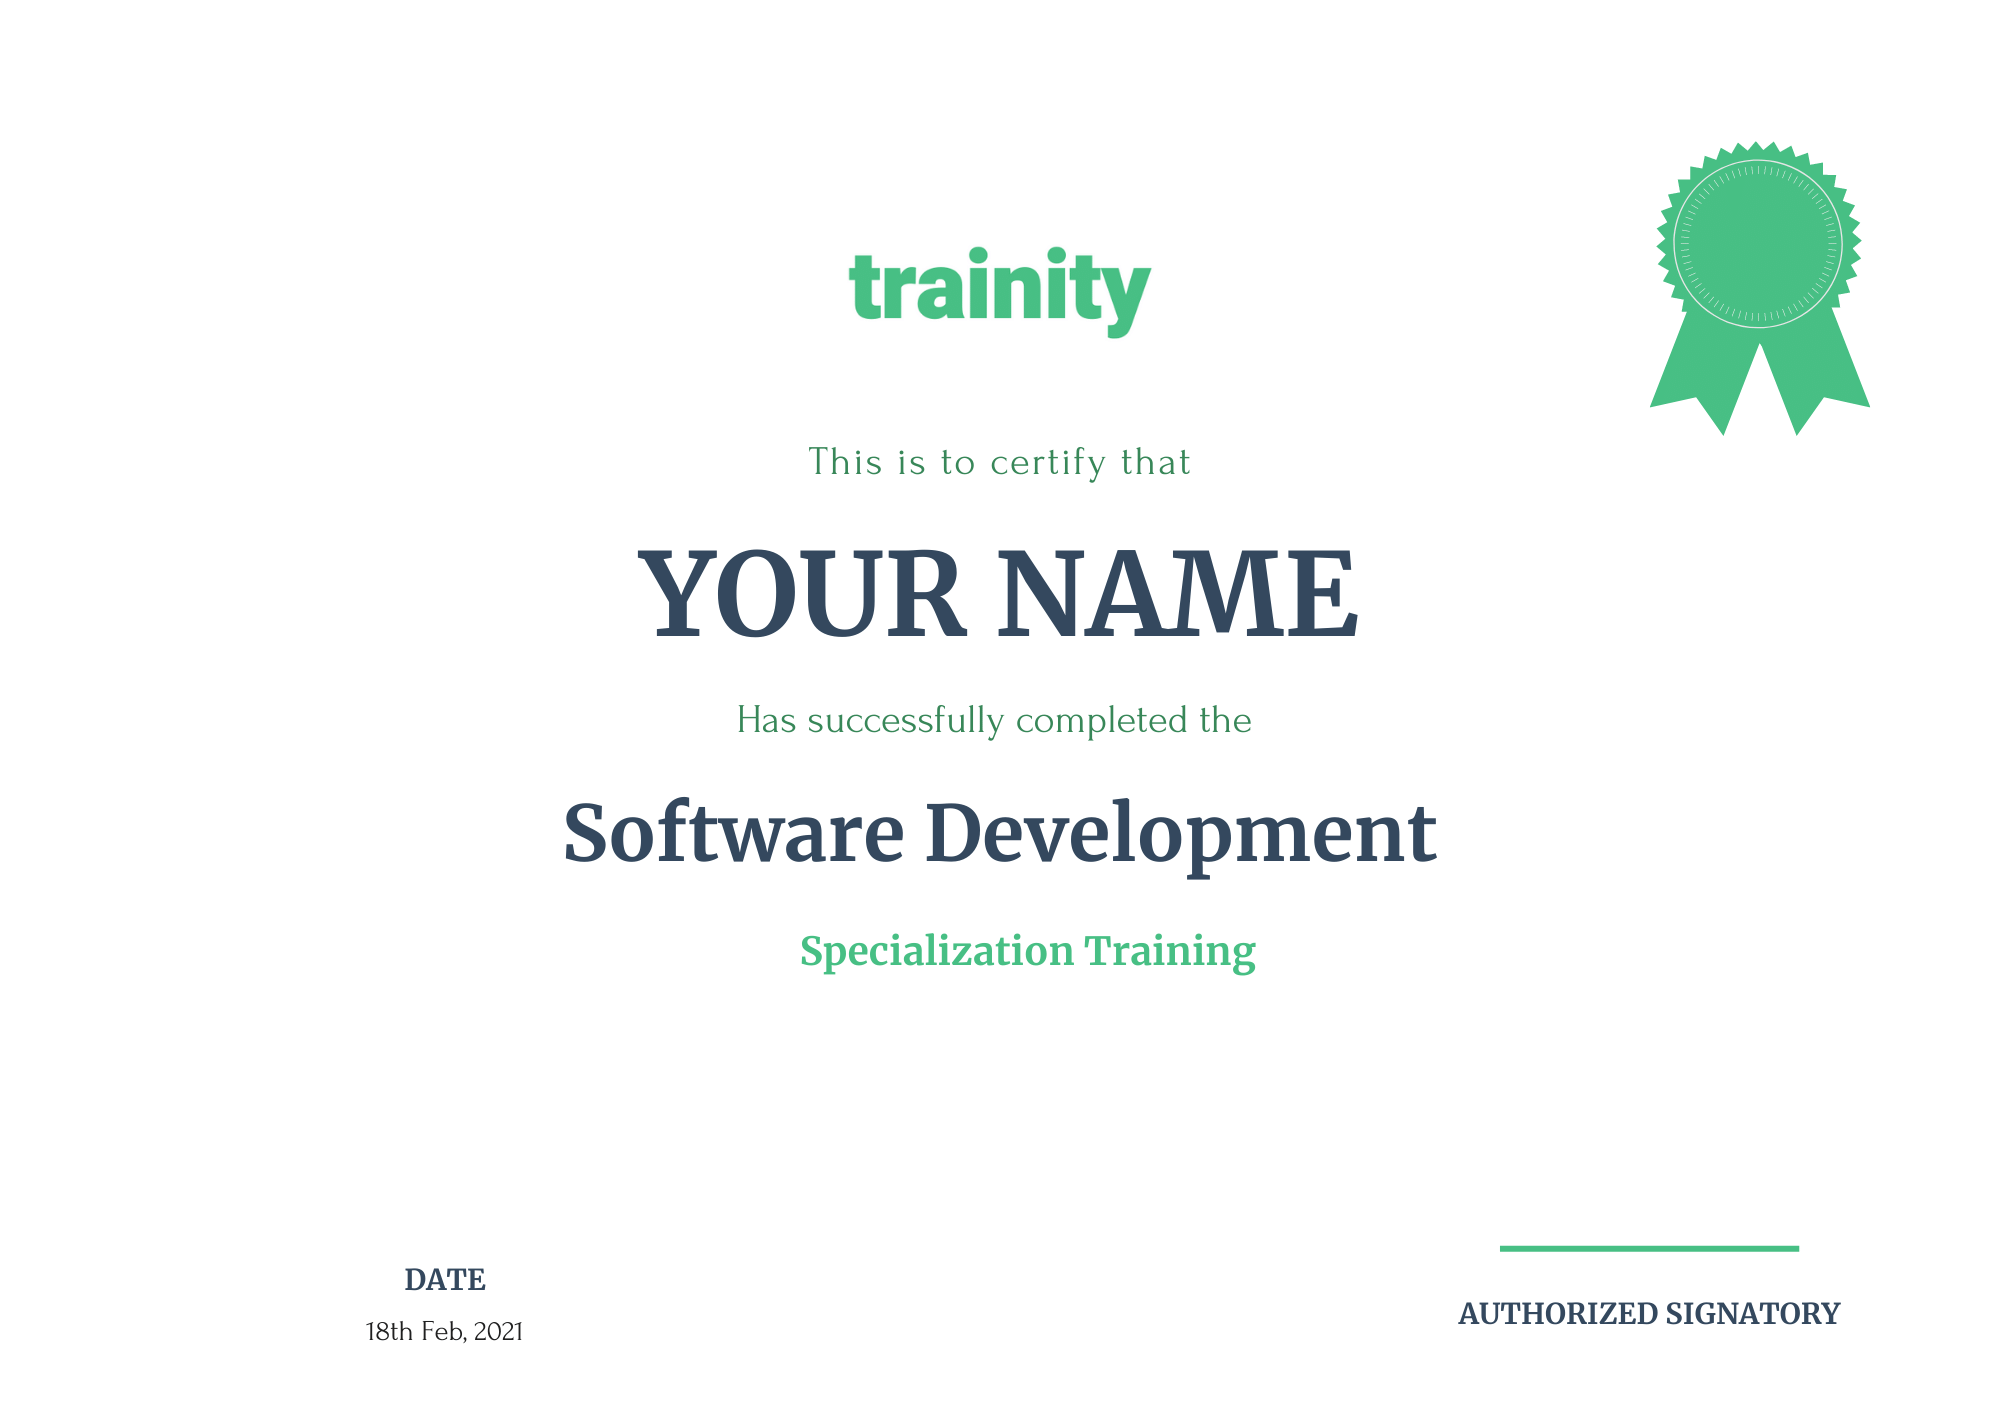 trainity
This is to certify that
YOUR NAME
Has successfully completed the
Software Development
Specialization Training
DATE
18th Feb, 2021
AUTHORIZED SIGNATORY